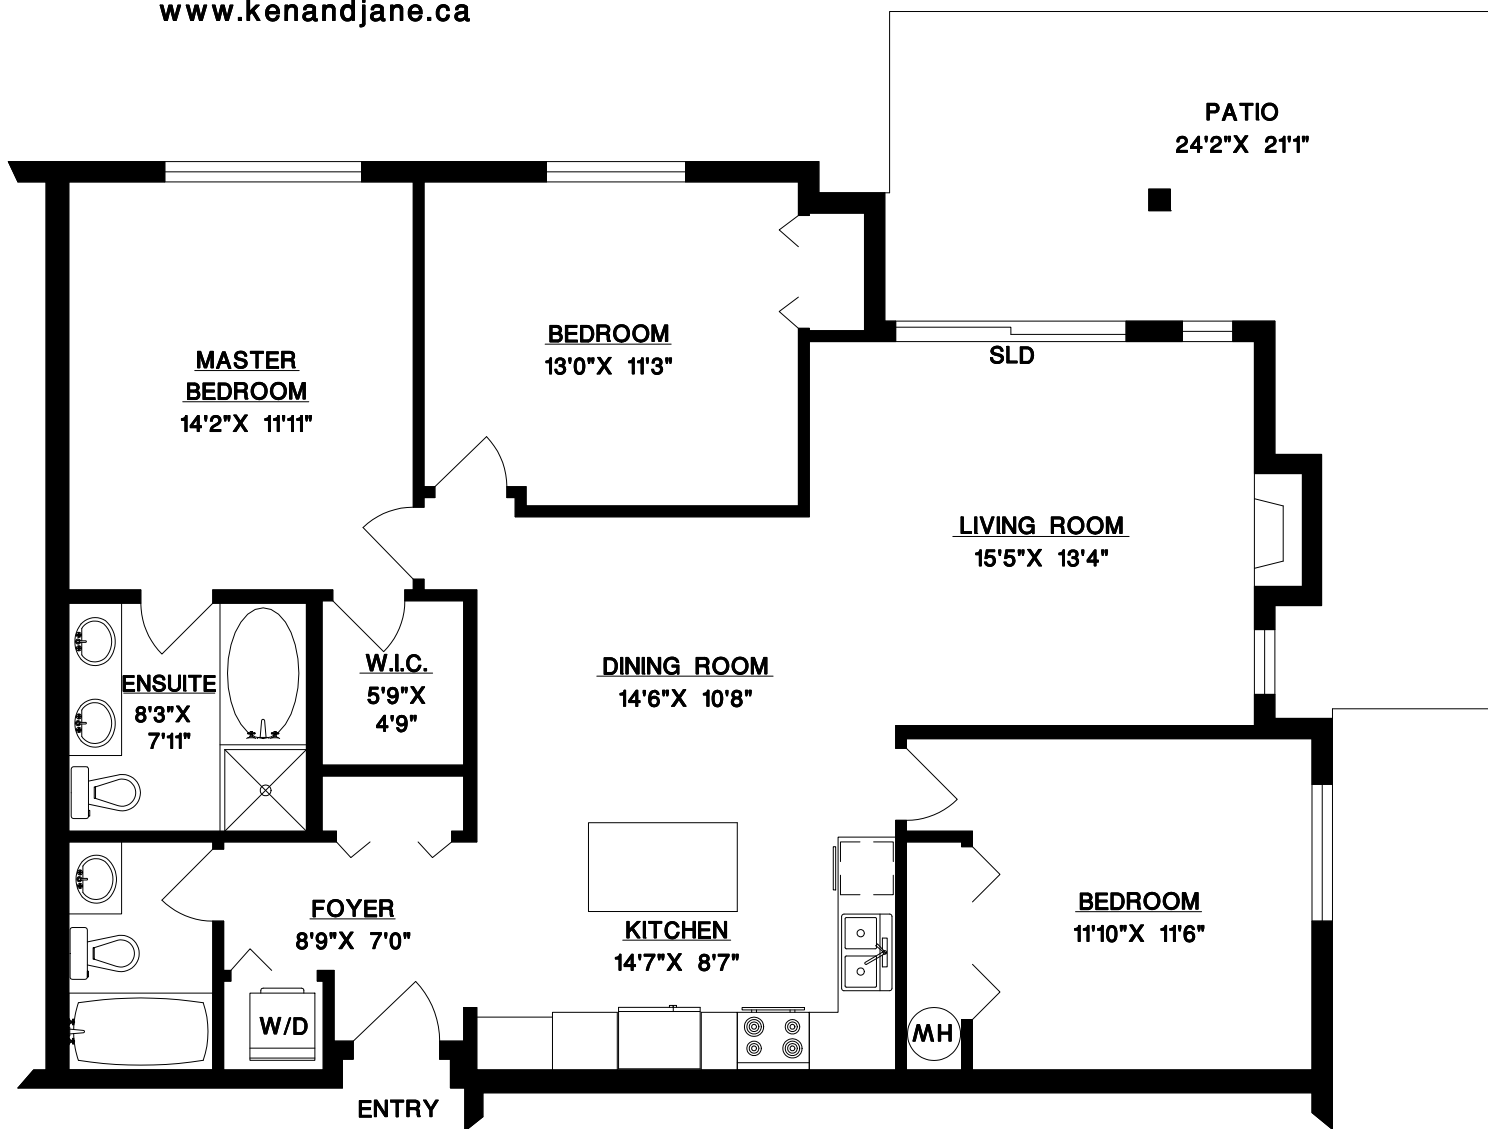 www.kenandjane.ca
PATIO
24'2"X 21'1"
BEDROOM
13'0"X 11'3"
SLD
MASTER
BEDROOM
14'2"X 11'11"
LIVING ROOM
15'5"X 13'4"
W.I.C.
5'9"X
4'9"
DINING ROOM
14'6"X 10'8"
ENSUITE
8'3"X
7'11"
FOYER
8'9"X 7'0"
KITCHEN
14'7"X 8'7"
BEDROOM
11'10"X 11'6"
W/D
HW
ENTRY